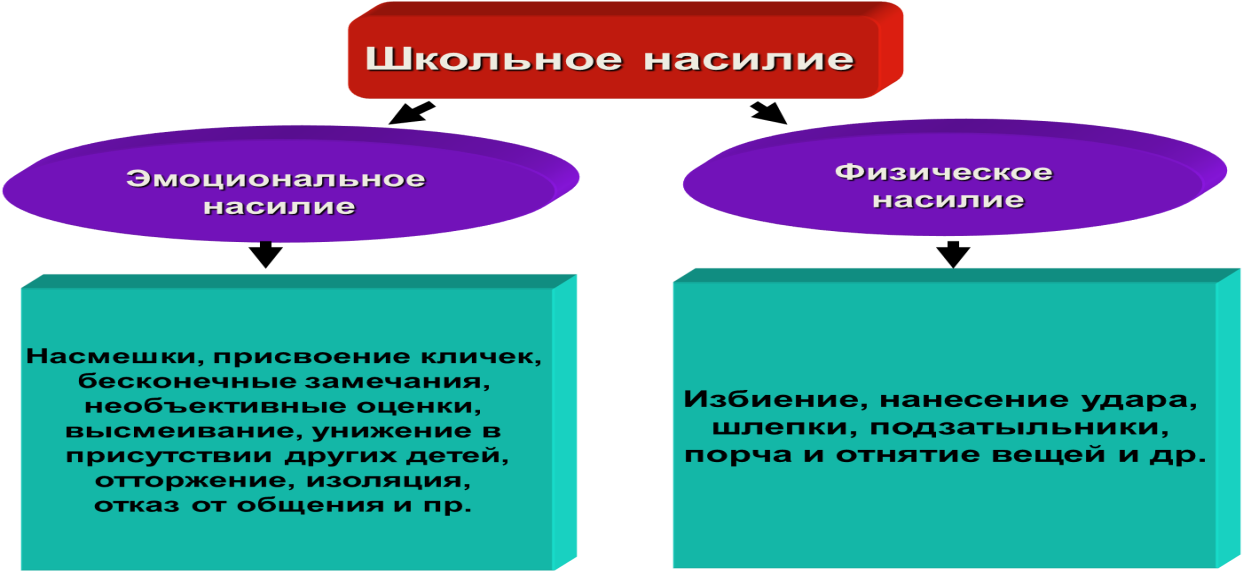 Школьное насилие
Эмоциональное
насилие
Физическое
насилие
Насмешки, присвоение кличек,
бесконечные замечания,
необъективные оценки,
высмеивание, унижение в
присутствии других детей,
отторжение, изоляция,
отказ от общения и пр.
Избиение, нанесение удара,
шлепки, подзатыльники,
порча и отнятие вещей и др.